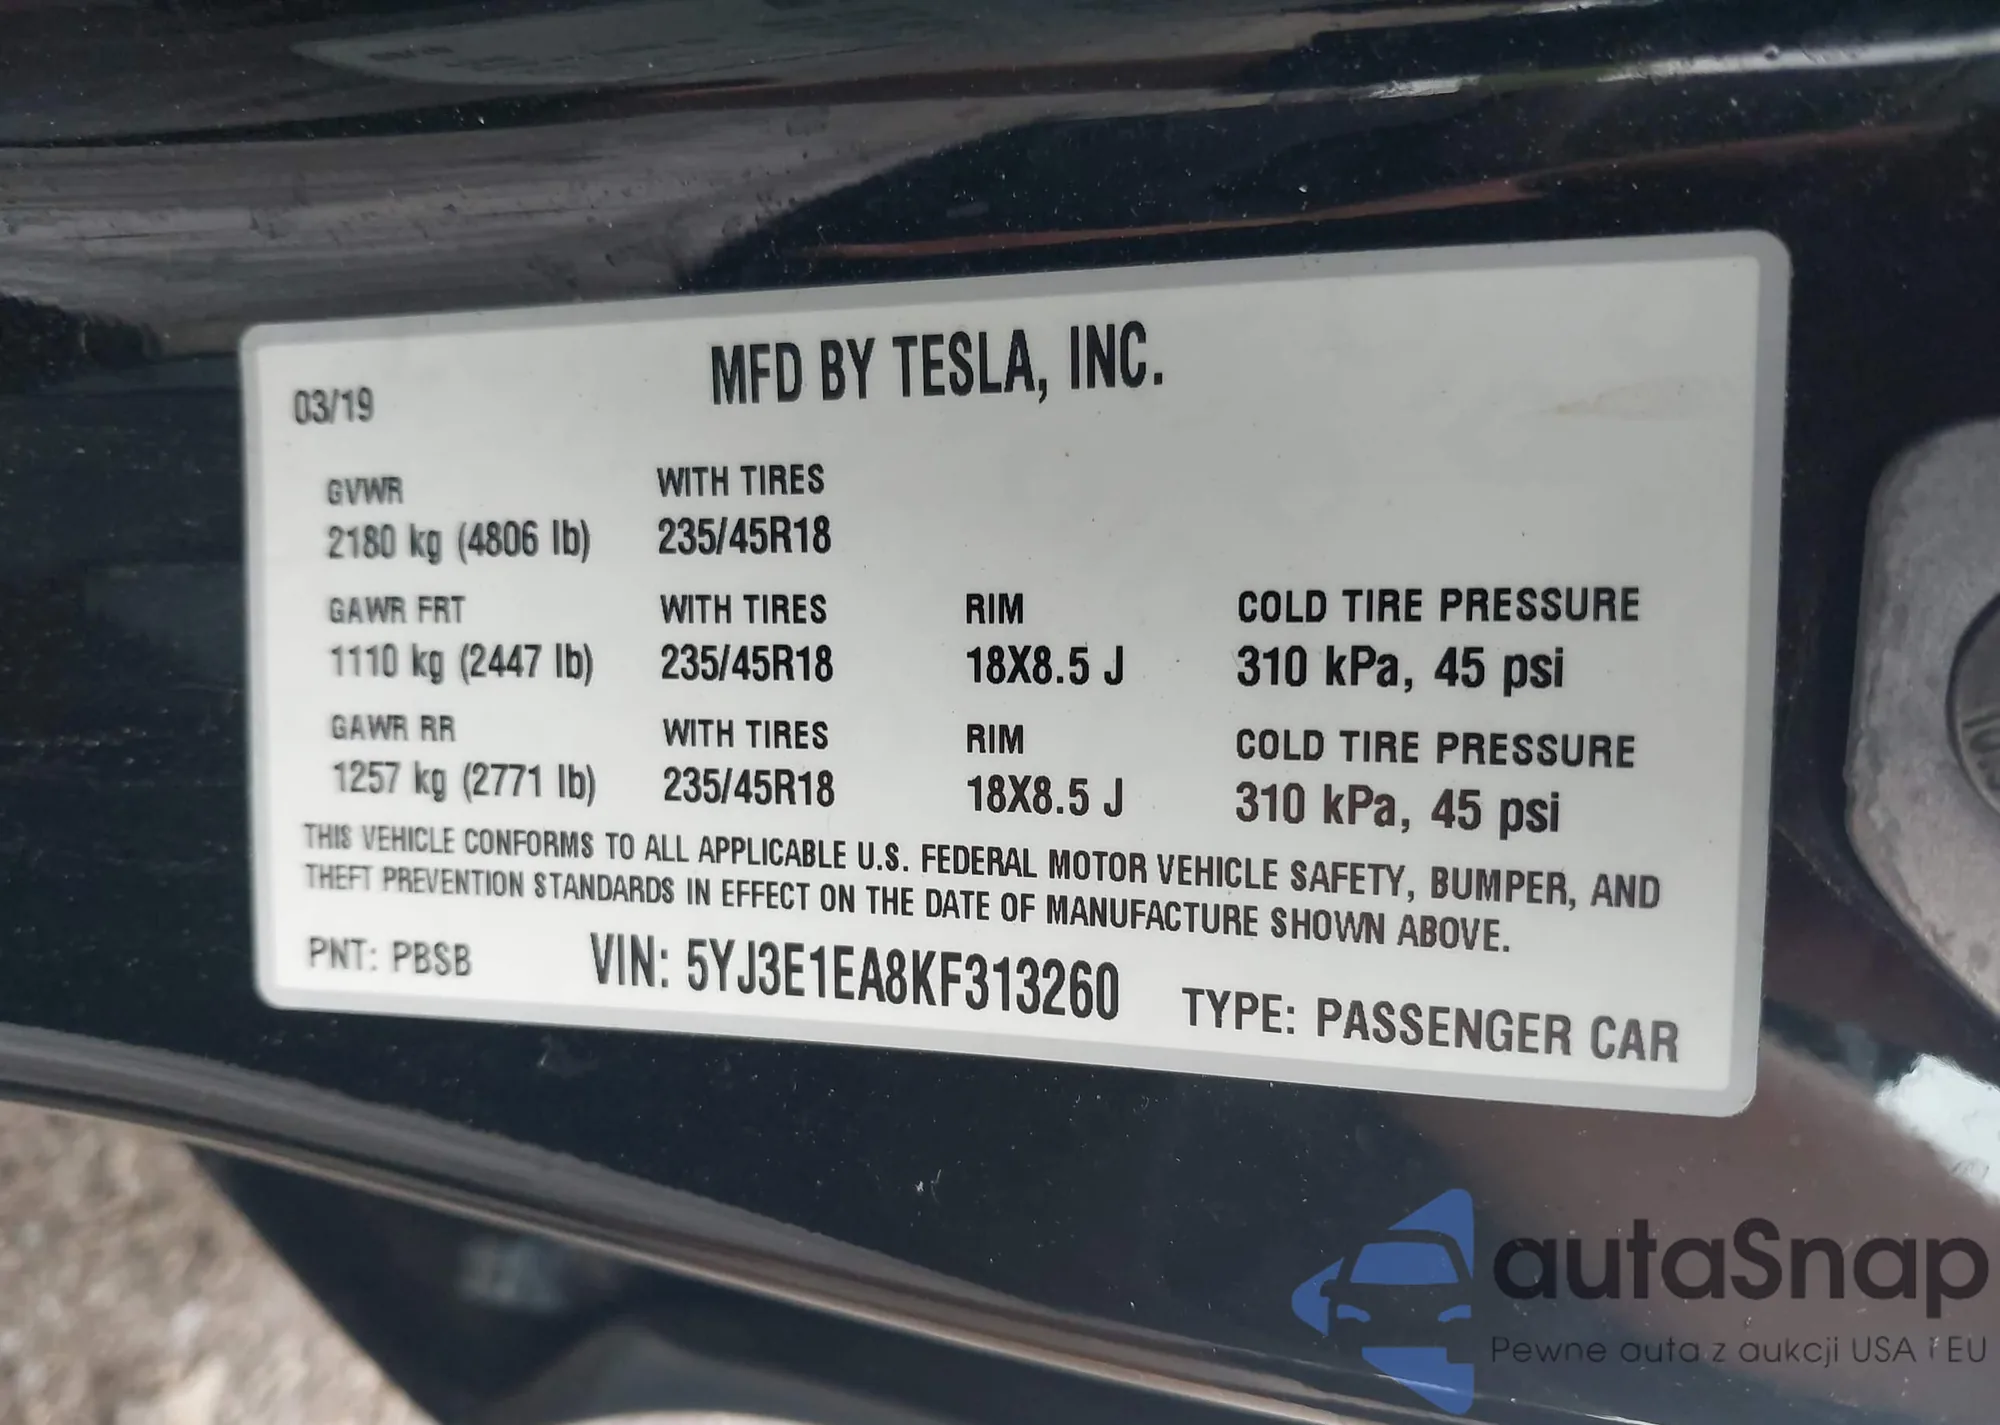 MFD BY TESLA, INC.
03/19
GVWR WITH TIRES
2180 kg (4806 lb) 235/45R18
GAWR FRT WITH TIRES RIM COLD TIRE PRESSURE
1110 kg (2447 lb) 235/45R18 18X8.5 J 310 kPa, 45 psi
GAWR RR WITH TIRES RIM COLD TIRE PRESSURE
1257 kg (2771 lb) 235/45R18 18X8.5 J 310 kPa, 45 psi
THIS VEHICLE CONFORMS TO ALL APPLICABLE U.S. FEDERAL MOTOR VEHICLE SAFETY, BUMPER, AND
THEFT PREVENTION STANDARDS IN EFFECT ON THE DATE OF MANUFACTURE SHOWN ABOVE.
PNT: PBSB VIN: 5YJ3E1EA8KF313260 TYPE: PASSENGER CAR
autaSnap
Pewne auta z aukcji USA i EU